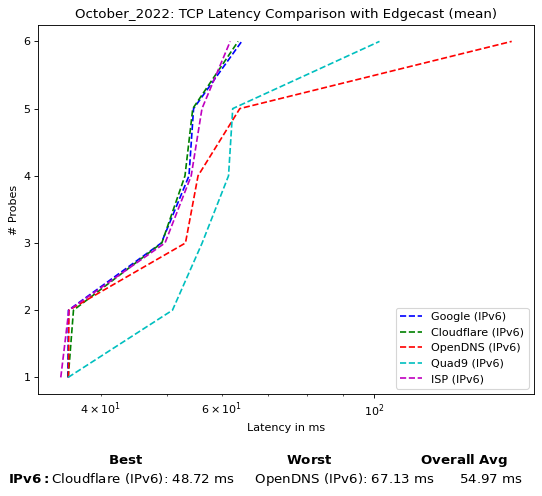 October_2022: TCP Latency Comparison with Edgecast (mean)
6
5
4
3
2
1
# Probes
4 × 10¹
6 × 10¹
10²
Latency in ms
Google (IPv6)
Cloudflare (IPv6)
OpenDNS (IPv6)
Quad9 (IPv6)
ISP (IPv6)
Best Worst Overall Avg
IPv6: Cloudflare (IPv6): 48.72 ms OpenDNS (IPv6): 67.13 ms 54.97 ms